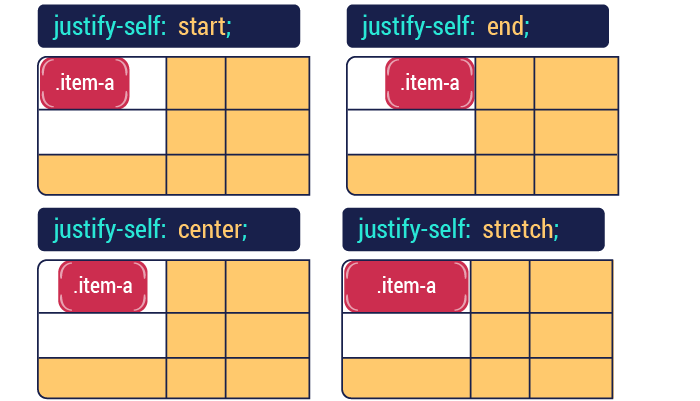 justify-self: start;
justify-self: end;
.item-a
.item-a
justify-self: center;
justify-self: stretch;
.item-a
.item-a